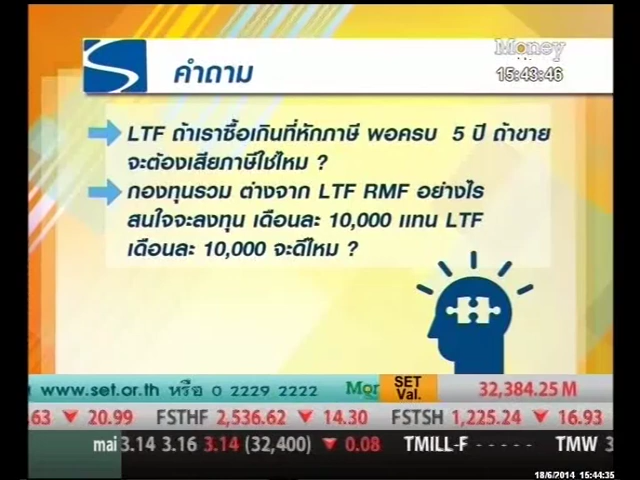 คำถาม
Money
15:43:46
LTF ถ้าเราซื้อเกินที่หักภาษี พอครบ 5 ปี ถ้าขาย
จะต้องเสียภาษีใช่ไหม ?
กองทุนรวม ต่างจาก LTF RMF อย่างไร
สนใจจะลงทุน เดือนละ 10,000 แทน LTF
เดือนละ 10,000 จะดีไหม ?
www.set.or.th หรือ 0 2229 2222 SET Val. 32,384.25 M
.63 ▼ 20.99 FSTHF 2,536.62 ▼ 14.30 FSTSH 1,225.24 ▼ 16.93
mai 3.14 3.16 3.14 (32,400) ▼ 0.08 TMILL-F - - - - - TMW 3
18/6/2014 15:44:35